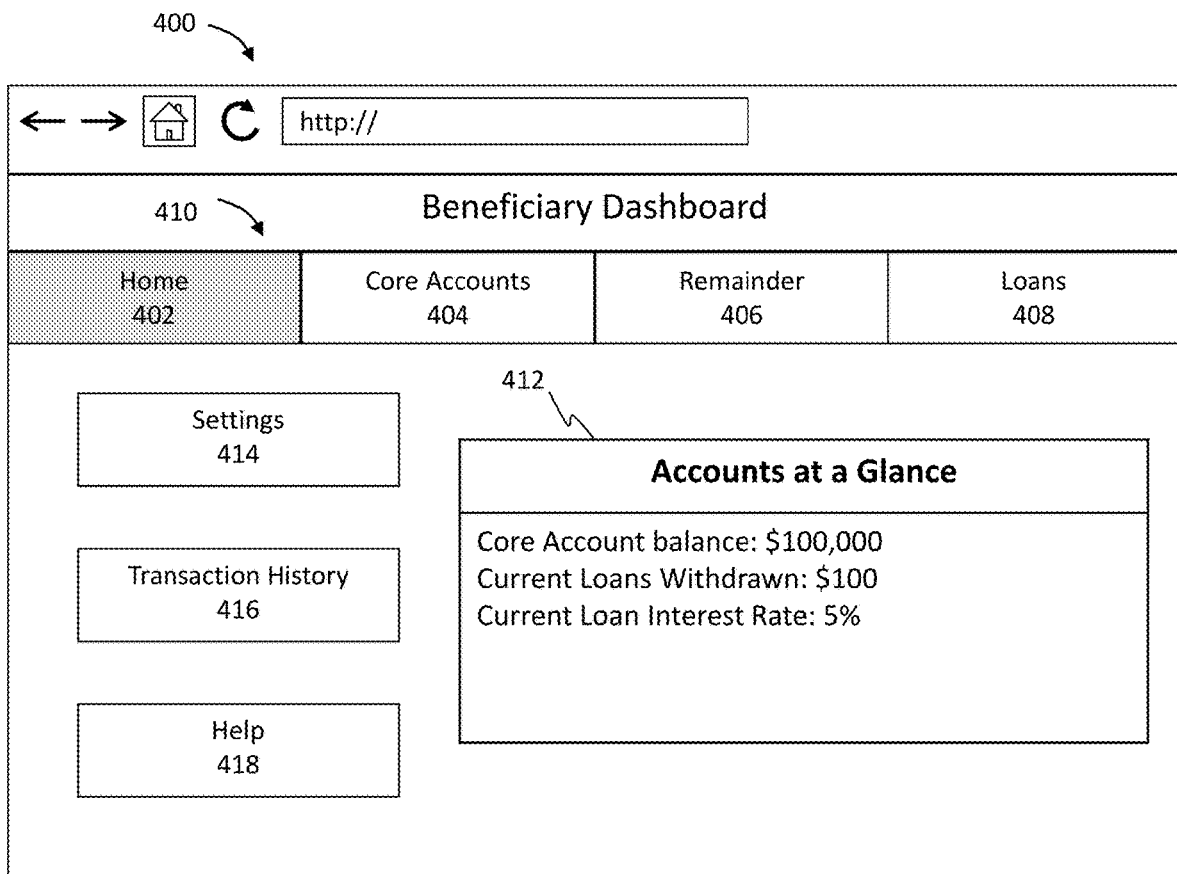 400
http://
410
Beneficiary Dashboard
Home
402
Core Accounts
404
Remainder
406
Loans
408
412
Settings
414
Accounts at a Glance
Core Account balance: $100,000
Current Loans Withdrawn: $100
Current Loan Interest Rate: 5%
Transaction History
416
Help
418